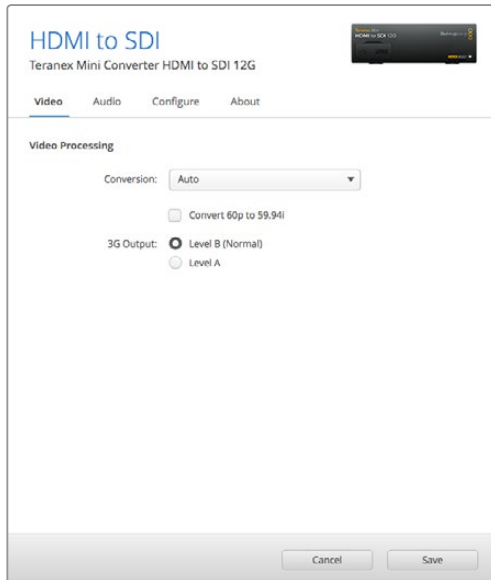 HDMI to SDI
Teranex Mini Converter HDMI to SDI 12G
Video Audio Configure About
Video Processing
Conversion: Auto
Convert 60p to 59.94i
3G Output: Level B (Normal)
Level A
Cancel Save